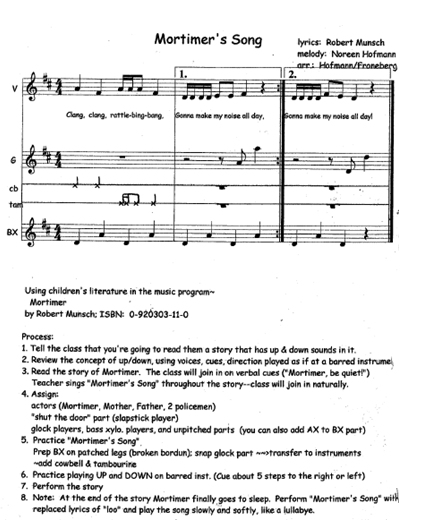 Mortimer's Song
lyrics: Robert Munsch
melody: Noreen Hofmann
arr.: Hofmann/Froneberg
1.
2.
V
Clang, clang, rattle-bing-bang,
Gonna make my noise all day,
Gonna make my noise all day!
G
cb
tam
BX
Using children's literature in the music program~
Mortimer
by Robert Munsch; ISBN: 0-920303-11-0
Process:
1. Tell the class that you're going to read them a story that has up & down sounds in it.
2. Review the concept of up/down, using voices, cues, direction played as if at a barred instrume
3. Read the story of Mortimer. The class will join in on verbal cues ("Mortimer, be quiet!")
Teacher sings "Mortimer's Song" throughout the story--class will join in naturally.
4. Assign:
actors (Mortimer, Mother, Father, 2 policemen)
"shut the door" part (slapstick player)
glock players, bass xylo. players, and unpitched parts (you can also add AX to BX part)
5. Practice "Mortimer's Song"
Prep BX on patched legs (broken bordun); snap glock part ~~>transfer to instruments
~add cowbell & tambourine
6. Practice playing UP and DOWN on barred inst. (Cue about 5 steps to the right or left)
7. Perform the story
8. Note: At the end of the story Mortimer finally goes to sleep. Perform "Mortimer's Song" with
replaced lyrics of "loo" and play the song slowly and softly, like a lullabye.